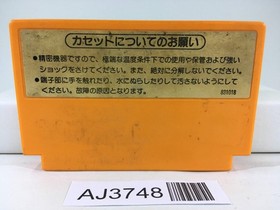 カセットについてのお願い
●精密機器ですので、極端な温度条件下での使用や保管および強い
ショックをさけてください。また、絶対に分解しないでください。
●端子部に手を触れたり、水にぬらしたりして汚さないようにして
ください。故障の原因となります。
AJ3748